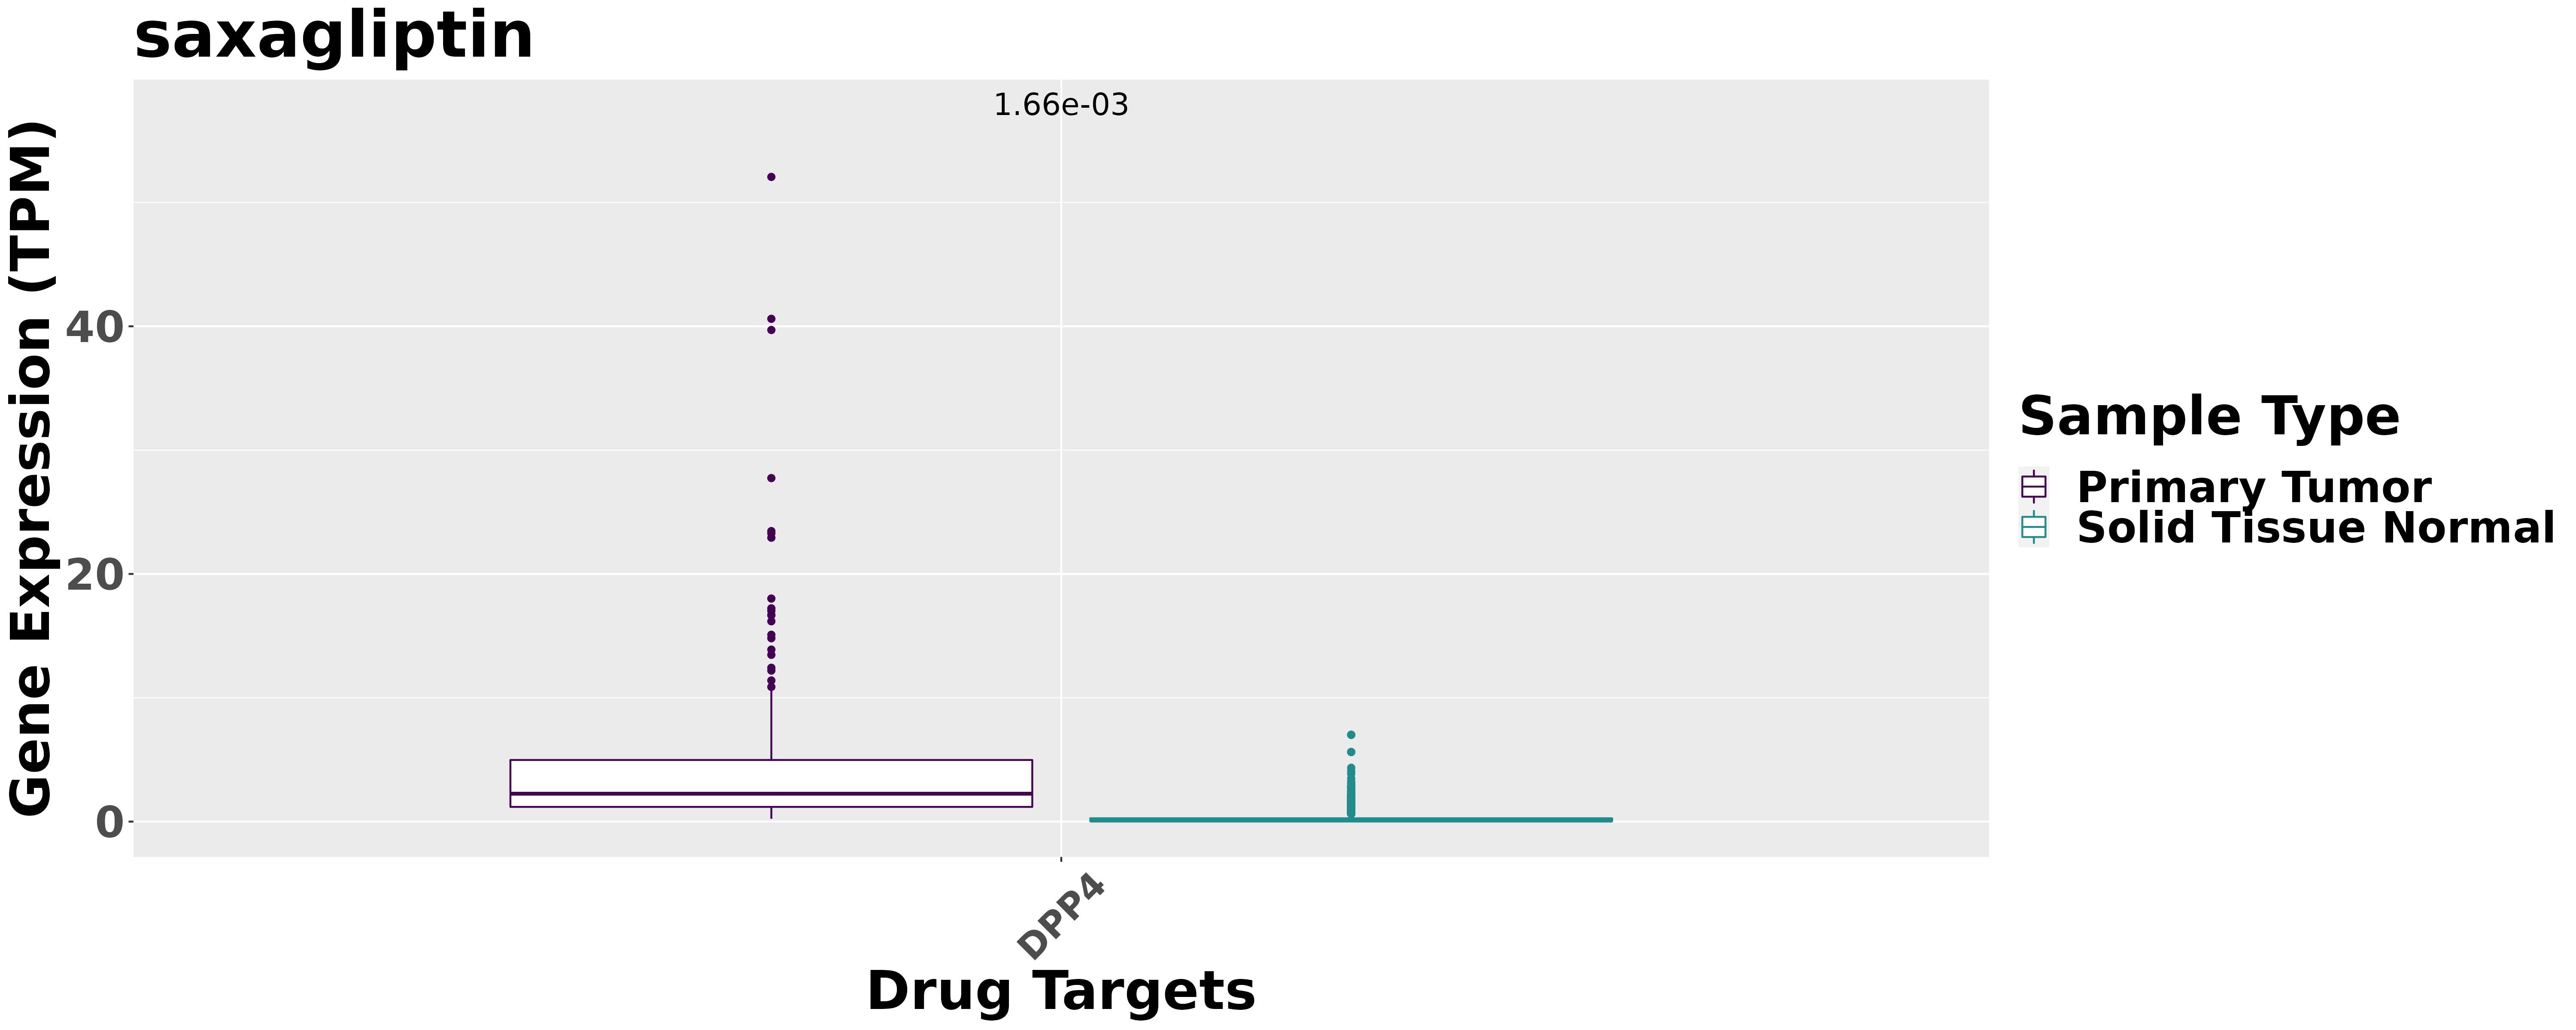 saxagliptin
1.66e-03
Gene Expression (TPM)
40
20
0
DPP4
Drug Targets
Sample Type
Primary Tumor
Solid Tissue Normal